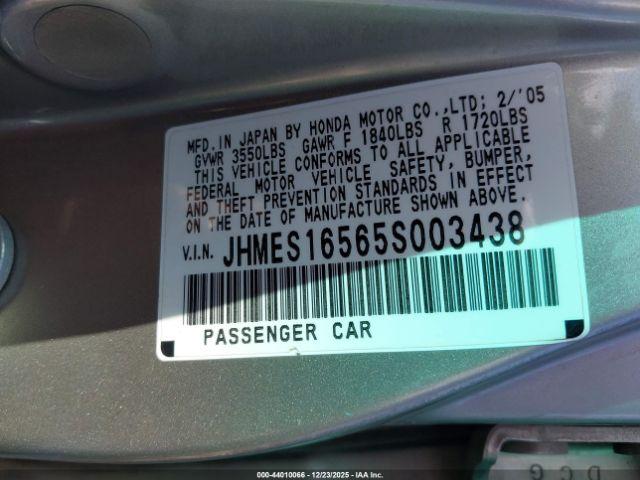 MFD. IN JAPAN BY HONDA MOTOR CO.,LTD; 2/'05
GVWR 3550LBS GAWR F 1840LBS R 1720LBS
THIS VEHICLE CONFORMS TO ALL APPLICABLE
FEDERAL MOTOR VEHICLE SAFETY, BUMPER,
AND THEFT PREVENTION STANDARDS IN EFFECT
ON THE DATE OF MANUFACTURE SHOWN ABOVE.
V.I.N. JHMES16565S003438
PASSENGER CAR
D C G
000-44010066 - 12/23/2025 - IAAI.com